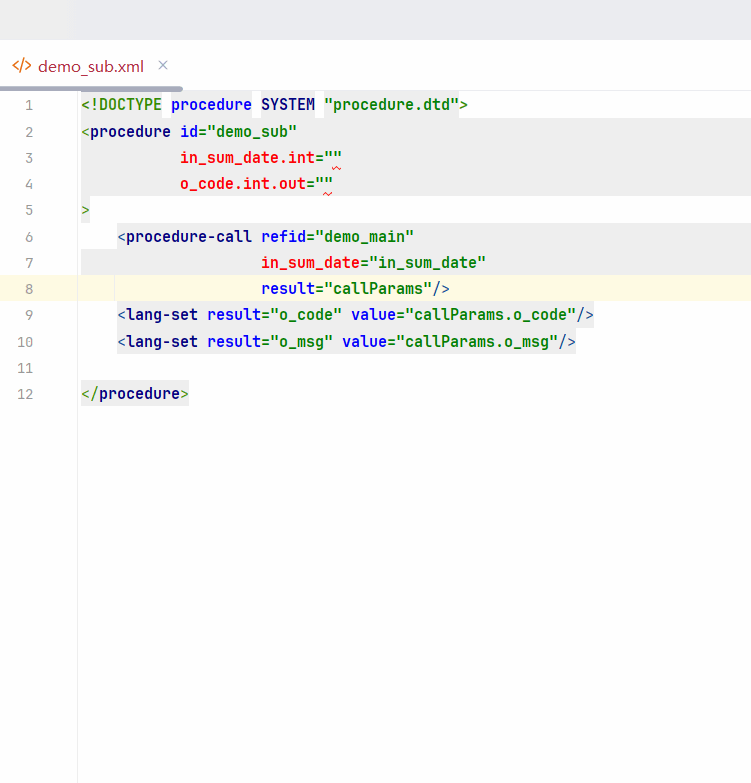 </> demo_sub.xml ×
1 <!DOCTYPE procedure SYSTEM "procedure.dtd">
2 <procedure id="demo_sub"
3 in_sum_date.int=""
4 o_code.int.out=""
5 >
6 <procedure-call refid="demo_main"
7 in_sum_date="in_sum_date"
8 result="callParams"/>
9 <lang-set result="o_code" value="callParams.o_code"/>
10 <lang-set result="o_msg" value="callParams.o_msg"/>
11
12 </procedure>